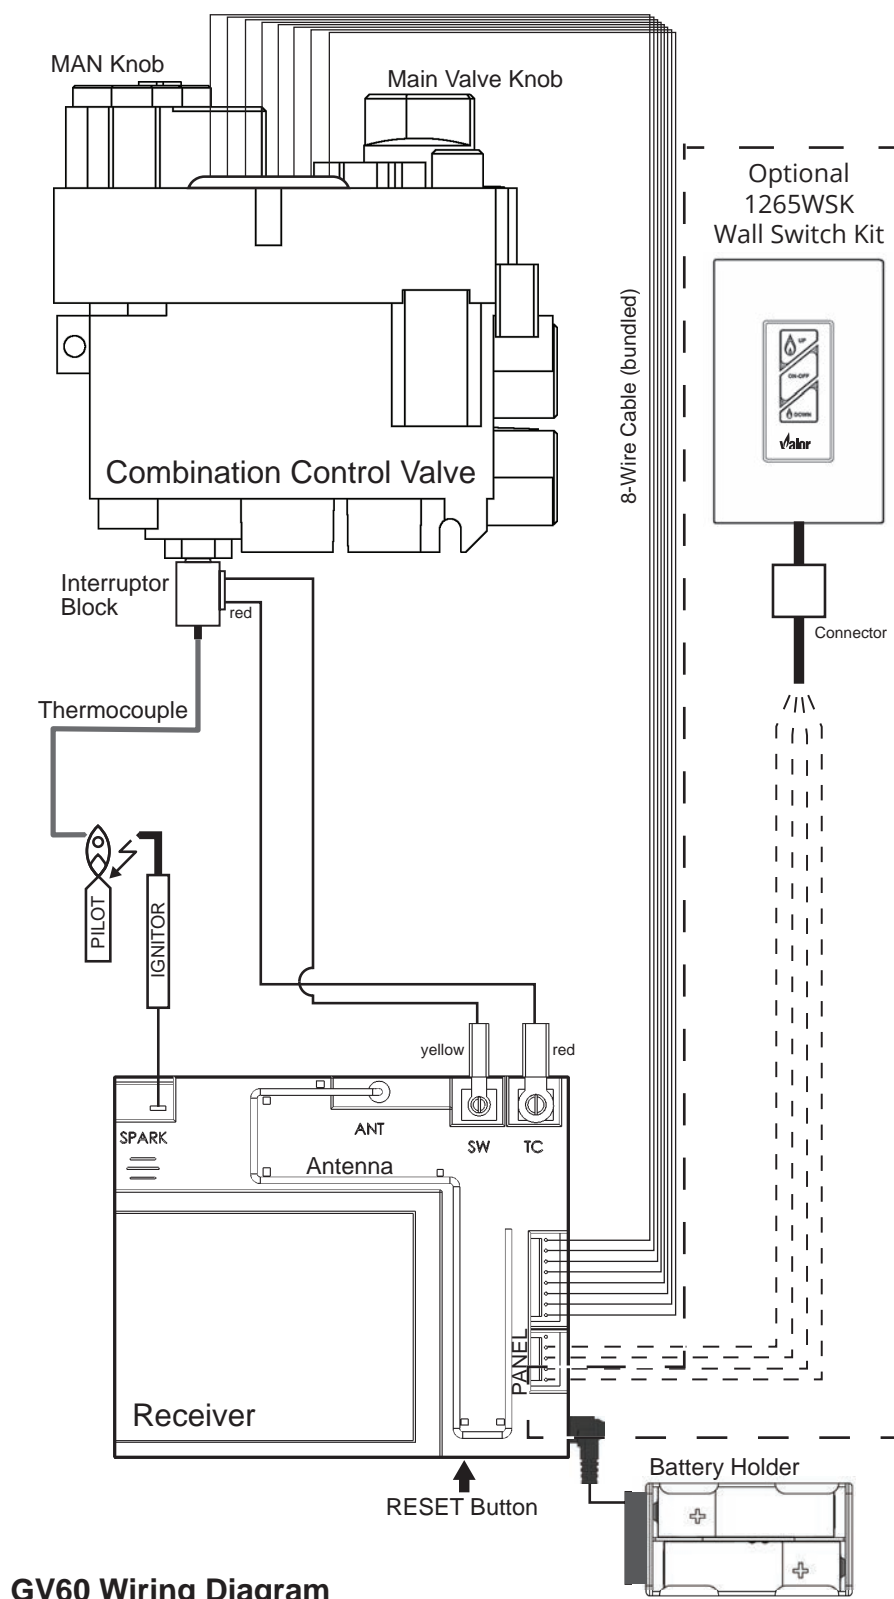 MAN Knob
Main Valve Knob
Optional
1265WSK
Wall Switch Kit
UP
ON-OFF
DOWN
Valor
8-Wire Cable (bundled)
Combination Control Valve
Interruptor
Block
red
Connector
Thermocouple
PILOT
IGNITOR
yellow
red
SPARK
ANT
SW
TC
Antenna
PANEL
Receiver
RESET Button
Battery Holder
GV60 Wiring Diagram